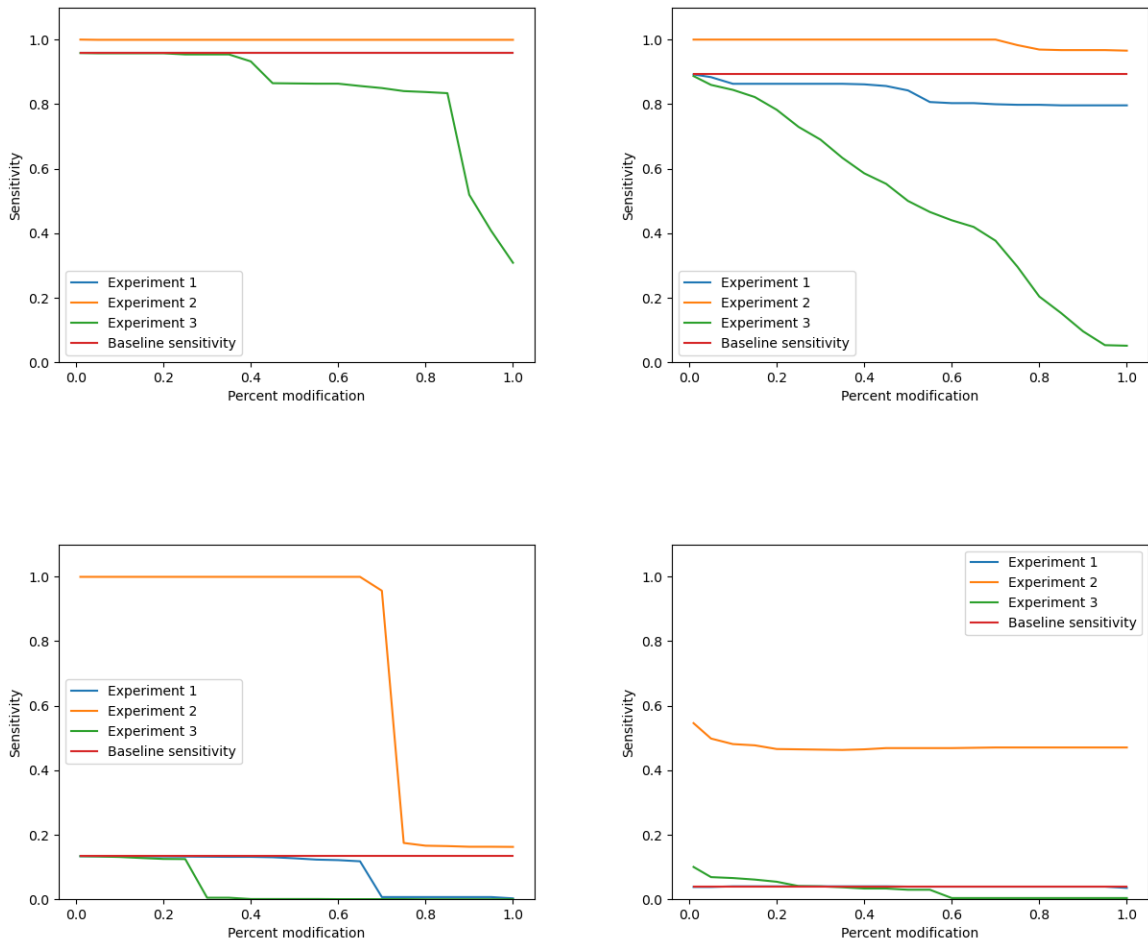 1.0
0.8
0.6
0.4
0.2
0.0
Sensitivity
Experiment 1
Experiment 2
Experiment 3
Baseline sensitivity
0.0 0.2 0.4 0.6 0.8 1.0
Percent modification
1.0
0.8
0.6
0.4
0.2
0.0
Sensitivity
Experiment 1
Experiment 2
Experiment 3
Baseline sensitivity
0.0 0.2 0.4 0.6 0.8 1.0
Percent modification
1.0
0.8
0.6
0.4
0.2
0.0
Sensitivity
Experiment 1
Experiment 2
Experiment 3
Baseline sensitivity
0.0 0.2 0.4 0.6 0.8 1.0
Percent modification
1.0
0.8
0.6
0.4
0.2
0.0
Sensitivity
Experiment 1
Experiment 2
Experiment 3
Baseline sensitivity
0.0 0.2 0.4 0.6 0.8 1.0
Percent modification